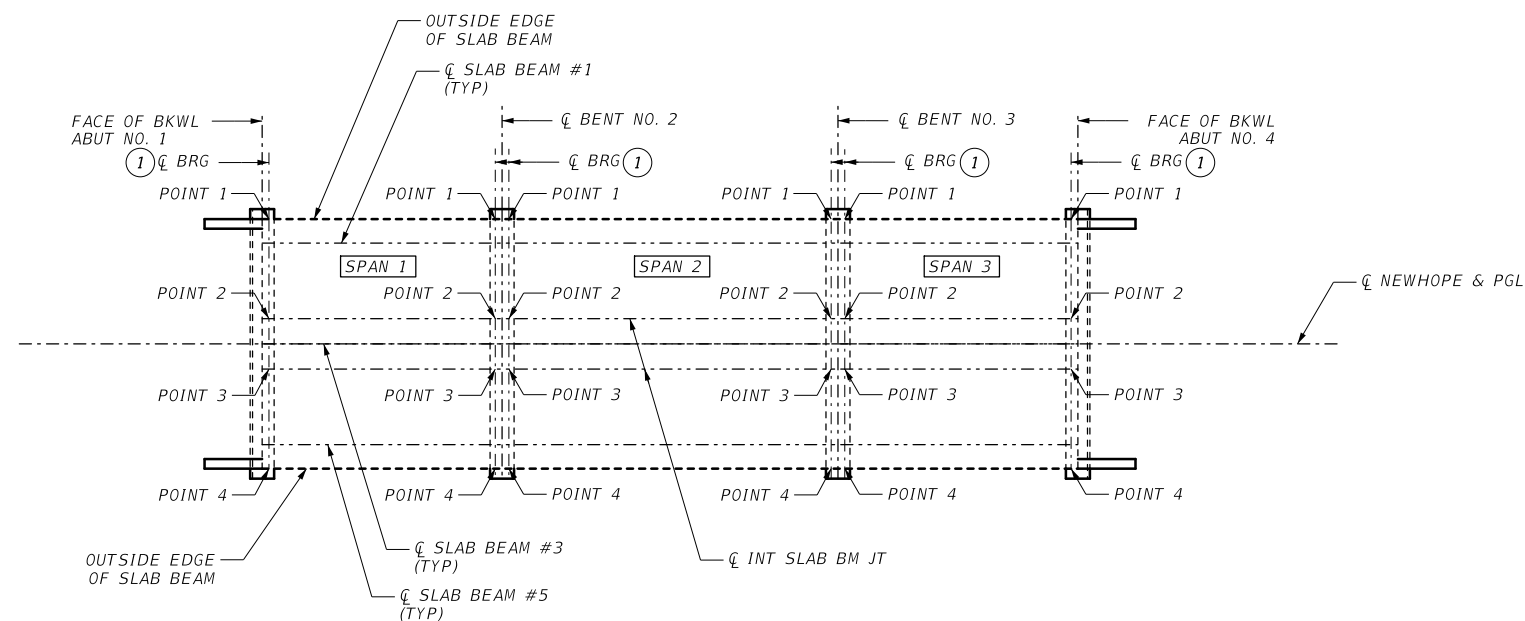 OUTSIDE EDGE
OF SLAB BEAM
℄ SLAB BEAM #1
(TYP)
FACE OF BKWL
ABUT NO. 1
℄ BENT NO. 2
℄ BENT NO. 3
FACE OF BKWL
ABUT NO. 4
1 ℄ BRG
℄ BRG 1
℄ BRG 1
℄ BRG 1
POINT 1
POINT 1
POINT 1
POINT 1
POINT 1
POINT 1
SPAN 1
SPAN 2
SPAN 3
℄ NEWHOPE & PGL
POINT 2
POINT 2
POINT 2
POINT 2
POINT 2
POINT 2
POINT 3
POINT 3
POINT 3
POINT 3
POINT 3
POINT 3
POINT 4
POINT 4
POINT 4
POINT 4
POINT 4
POINT 4
OUTSIDE EDGE
OF SLAB BEAM
℄ SLAB BEAM #3
(TYP)
℄ INT SLAB BM JT
℄ SLAB BEAM #5
(TYP)